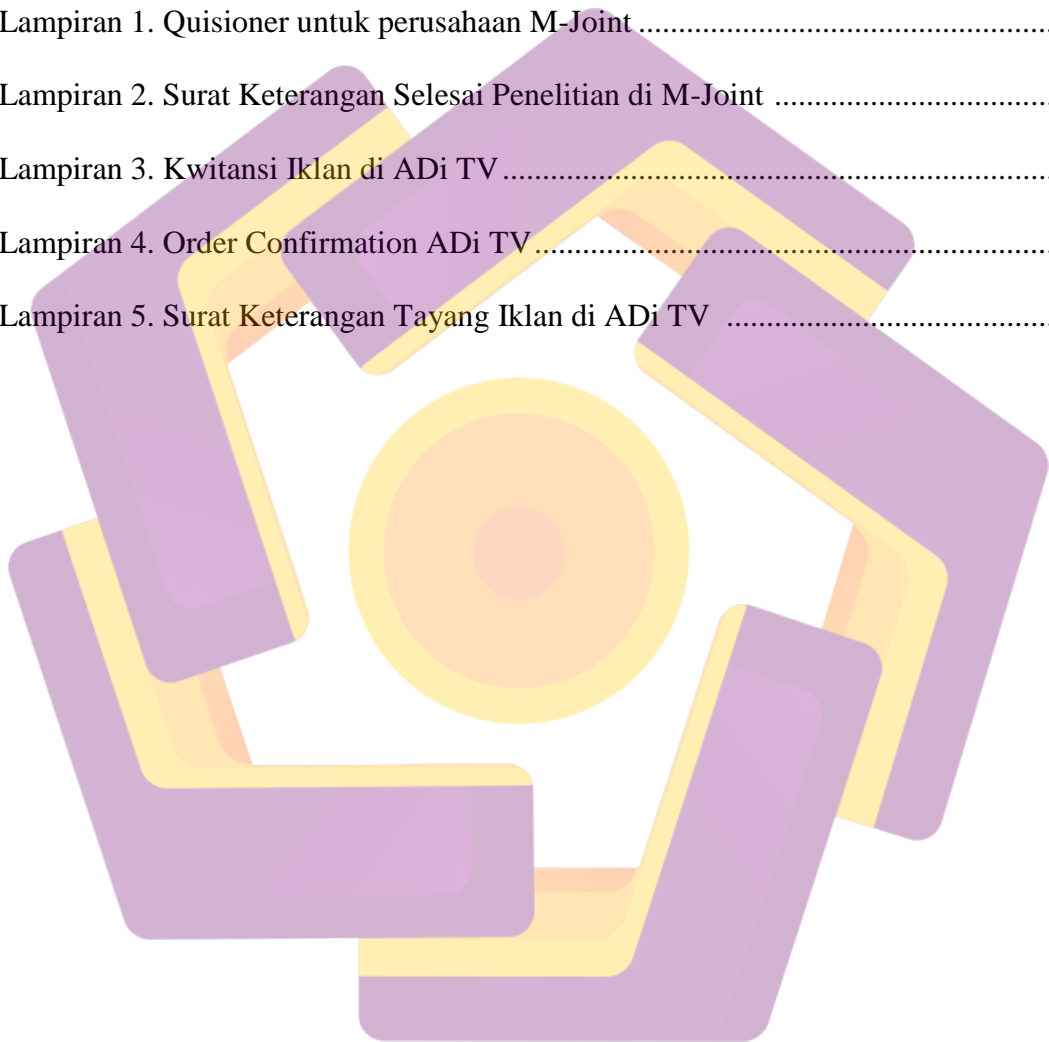 Lampiran 1. Quisioner untuk perusahaan M-Joint ....................................................
Lampiran 2. Surat Keterangan Selesai Penelitian di M-Joint ...................................
Lampiran 3. Kwitansi Iklan di ADi TV .....................................................................
Lampiran 4. Order Confirmation ADi TV .................................................................
Lampiran 5. Surat Keterangan Tayang Iklan di ADi TV .........................................